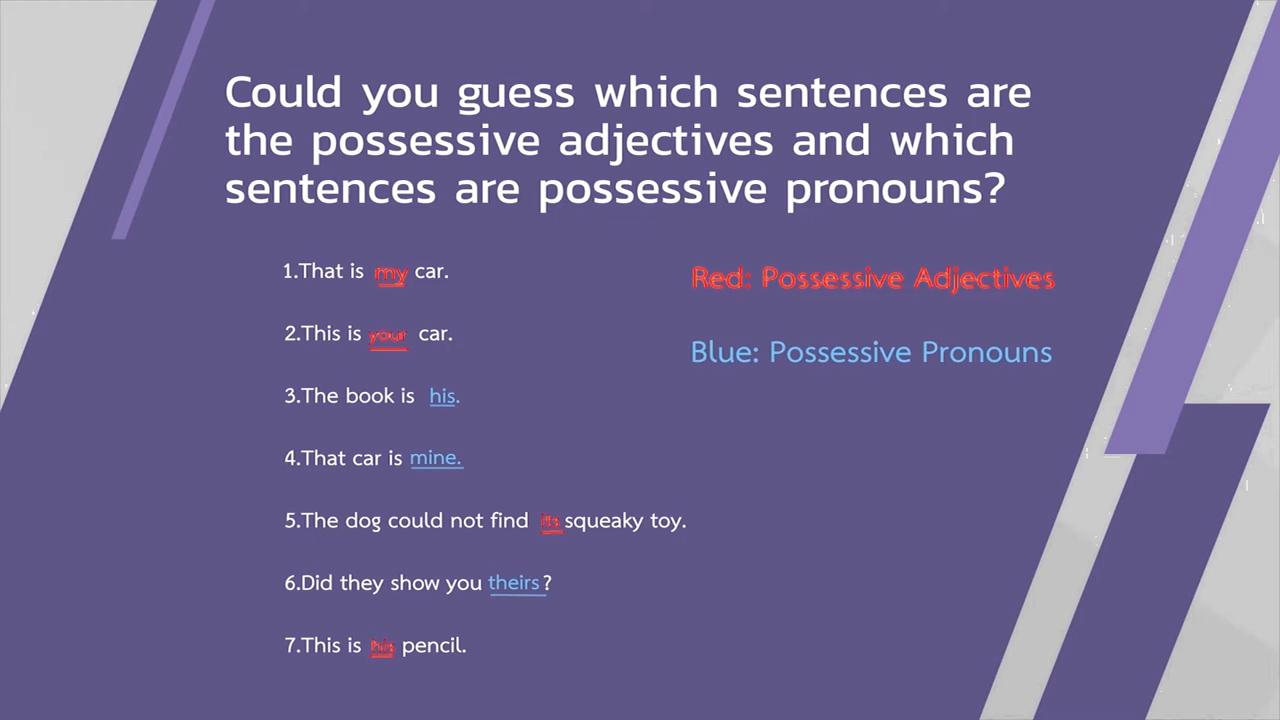 Could you guess which sentences are
the possessive adjectives and which
sentences are possessive pronouns?
1.That is my car.
2.This is your car.
3.The book is his.
4.That car is mine.
5.The dog could not find its squeaky toy.
6.Did they show you theirs?
7.This is his pencil.
Red: Possessive Adjectives
Blue: Possessive Pronouns